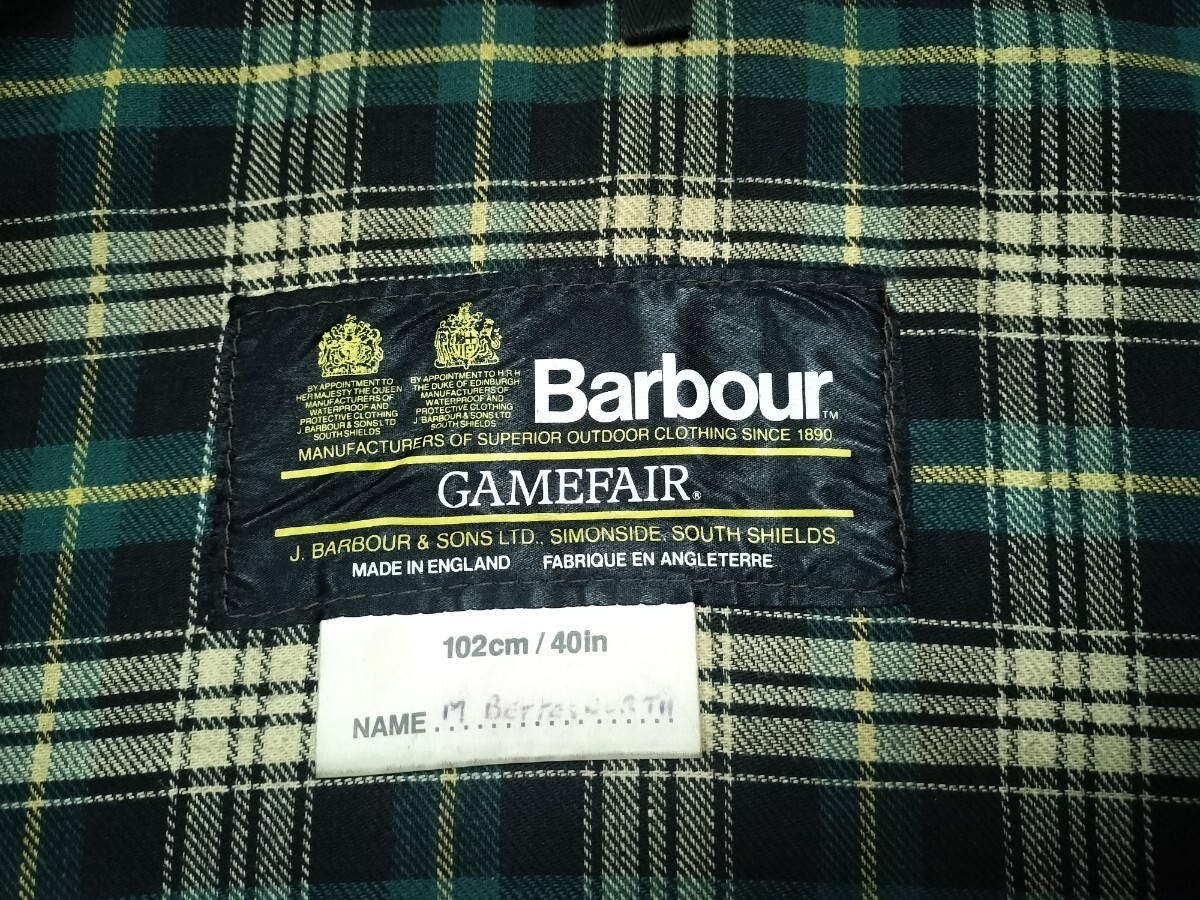 BY APPOINTMENT TO
HER MAJESTY THE QUEEN
MANUFACTURERS OF
WATERPROOF AND
PROTECTIVE CLOTHING
J. BARBOUR & SONS LTD
SOUTH SHIELDS
BY APPOINTMENT TO H.R.H
THE DUKE OF EDINBURGH
MANUFACTURERS OF
WATERPROOF AND
PROTECTIVE CLOTHING
J. BARBOUR & SONS LTD
SOUTH SHIELDS
Barbour™
MANUFACTURERS OF SUPERIOR OUTDOOR CLOTHING SINCE 1890
GAMEFAIR®
J. BARBOUR & SONS LTD., SIMONSIDE, SOUTH SHIELDS.
MADE IN ENGLAND FABRIQUE EN ANGLETERRE
102cm / 40in
NAME M